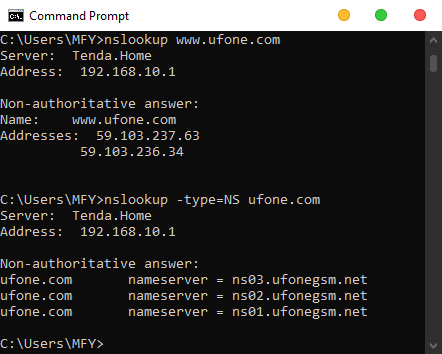 Command Prompt
C:\Users\MFY>nslookup www.ufone.com
Server:  Tenda.Home
Address:  192.168.10.1
Non-authoritative answer:
Name:    www.ufone.com
Addresses:  59.103.237.63
          59.103.236.34
C:\Users\MFY>nslookup -type=NS ufone.com
Server:  Tenda.Home
Address:  192.168.10.1
Non-authoritative answer:
ufone.com       nameserver = ns03.ufonegsm.net
ufone.com       nameserver = ns02.ufonegsm.net
ufone.com       nameserver = ns01.ufonegsm.net
C:\Users\MFY>